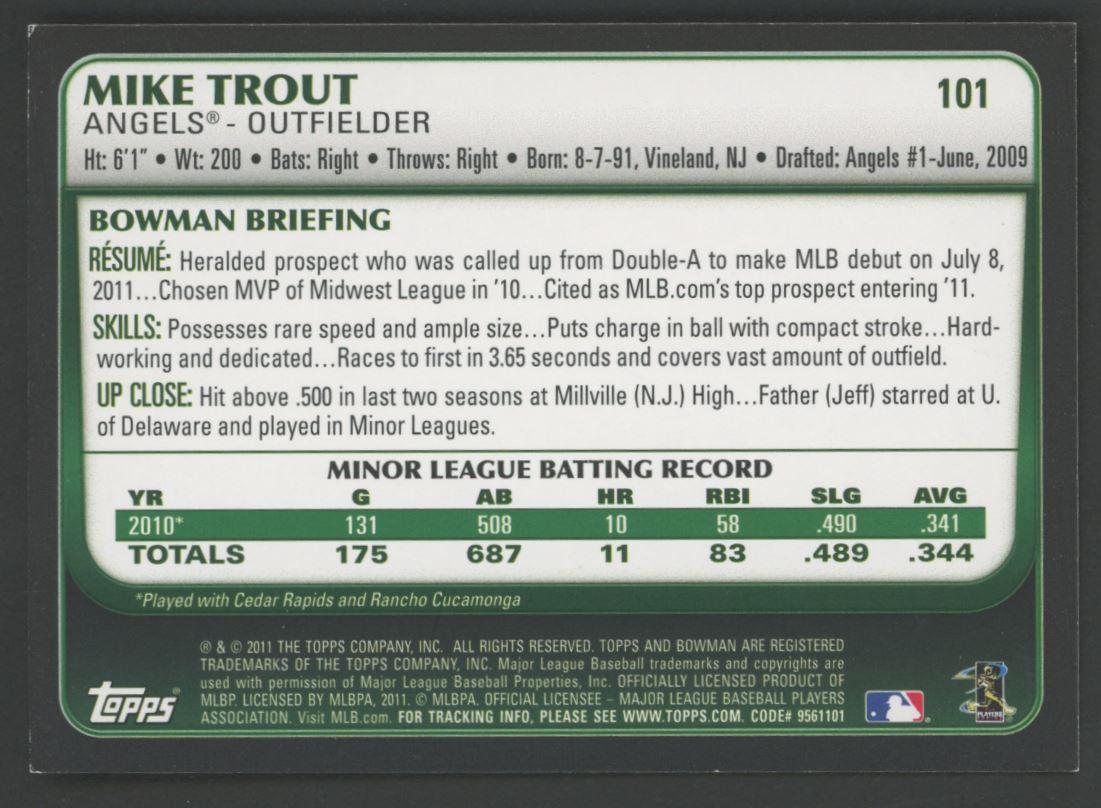 MIKE TROUT
101
ANGELS® - OUTFIELDER
Ht: 6'1" • Wt: 200 • Bats: Right • Throws: Right • Born: 8-7-91, Vineland, NJ • Drafted: Angels #1-June, 2009
BOWMAN BRIEFING
RÉSUMÉ: Heralded prospect who was called up from Double-A to make MLB debut on July 8,
2011...Chosen MVP of Midwest League in '10...Cited as MLB.com's top prospect entering '11.
SKILLS: Possesses rare speed and ample size...Puts charge in ball with compact stroke...Hard-
working and dedicated...Races to first in 3.65 seconds and covers vast amount of outfield.
UP CLOSE: Hit above .500 in last two seasons at Millville (N.J.) High...Father (Jeff) starred at U.
of Delaware and played in Minor Leagues.
MINOR LEAGUE BATTING RECORD
YR G AB HR RBI SLG AVG
2010* 131 508 10 58 .490 .341
TOTALS 175 687 11 83 .489 .344
*Played with Cedar Rapids and Rancho Cucamonga
® & © 2011 THE TOPPS COMPANY, INC. ALL RIGHTS RESERVED. TOPPS AND BOWMAN ARE REGISTERED
TRADEMARKS OF THE TOPPS COMPANY, INC. Major League Baseball trademarks and copyrights are
used with permission of Major League Baseball Properties, Inc. OFFICIALLY LICENSED PRODUCT OF
MLBP. LICENSED BY MLBPA, 2011. © MLBPA. OFFICIAL LICENSEE – MAJOR LEAGUE BASEBALL PLAYERS
ASSOCIATION. Visit MLB.com. FOR TRACKING INFO, PLEASE SEE WWW.TOPPS.COM. CODE# 9561101
Topps®
PLAYERS